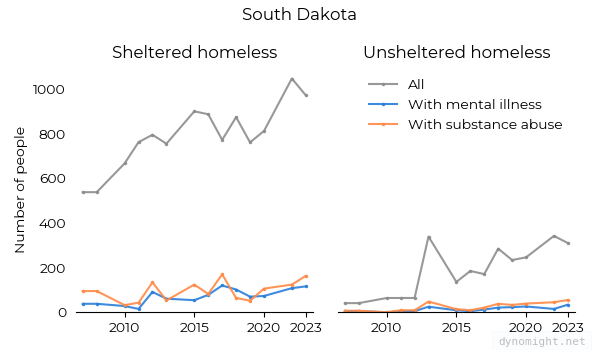 South Dakota
Sheltered homeless
Unsheltered homeless
Number of people
1000
800
600
400
200
0
2010
2015
2020
2023
All
With mental illness
With substance abuse
2010
2015
2020
2023
dynomight.net